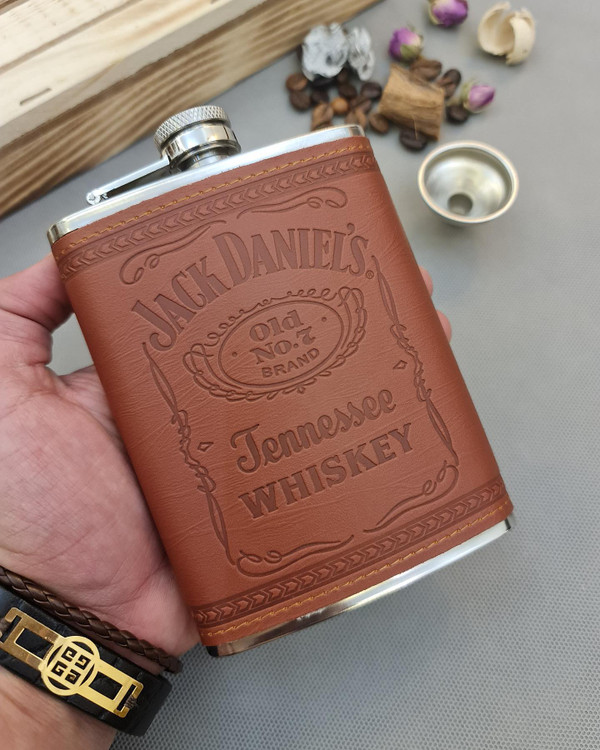 JACK DANIEL'S®
Old
No.7
BRAND
Tennessee
WHISKEY